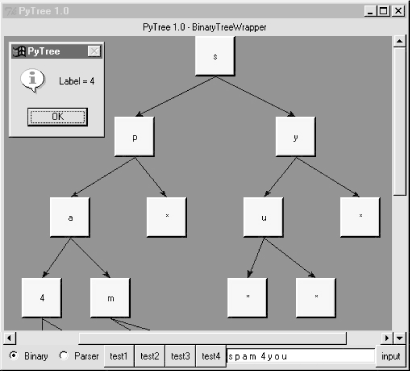 PyTree 1.0
PyTree 1.0 - BinaryTreeWrapper
PyTree
Label = 4
OK
s
p y
a * u *
4 m * *
Binary Parser test1 test2 test3 test4 s p a m 4 y o u input